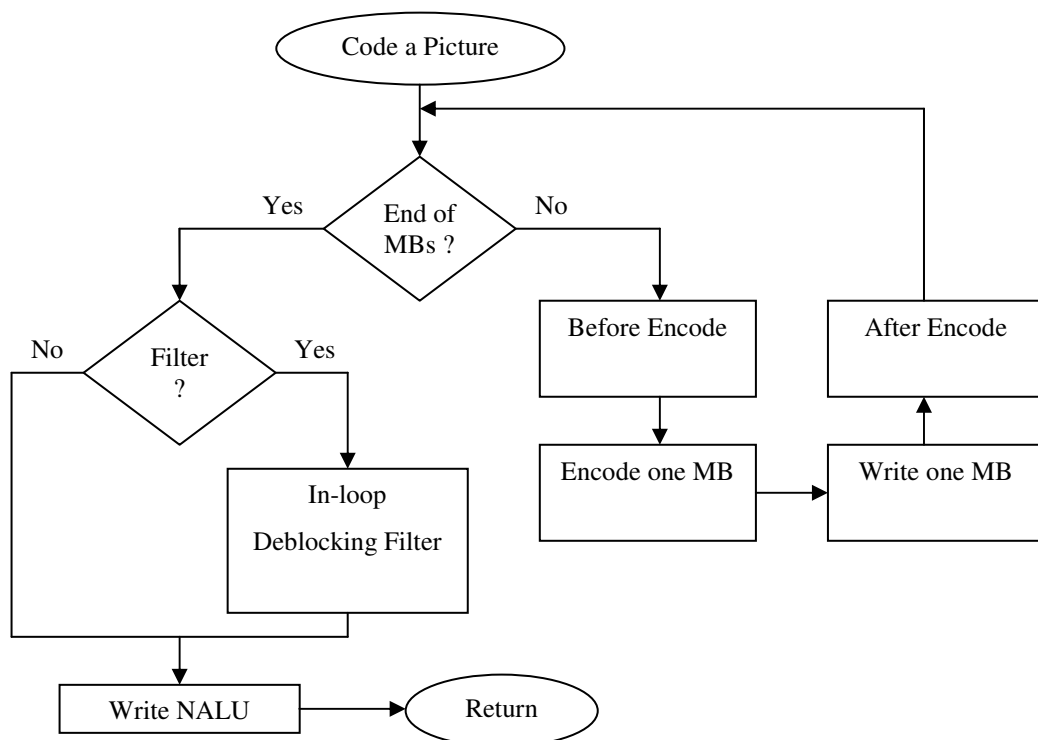 Code a Picture
Yes
End of
MBs ?
No
Before Encode
After Encode
No
Filter
?
Yes
Encode one MB
Write one MB
In-loop
Deblocking Filter
Write NALU
Return